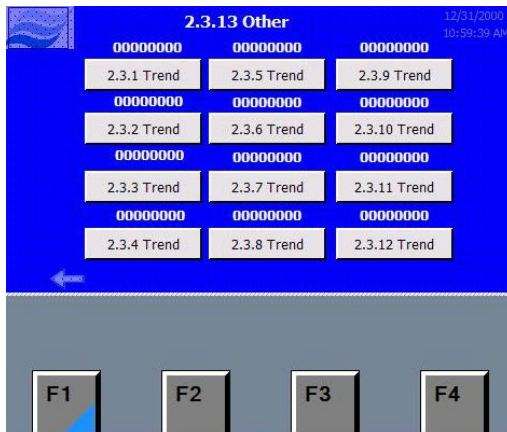 2.3.13 Other
12/31/2000
10:59:39 AM
00000000 00000000 00000000
2.3.1 Trend 2.3.5 Trend 2.3.9 Trend
00000000 00000000 00000000
2.3.2 Trend 2.3.6 Trend 2.3.10 Trend
00000000 00000000 00000000
2.3.3 Trend 2.3.7 Trend 2.3.11 Trend
00000000 00000000 00000000
2.3.4 Trend 2.3.8 Trend 2.3.12 Trend
F1 F2 F3 F4